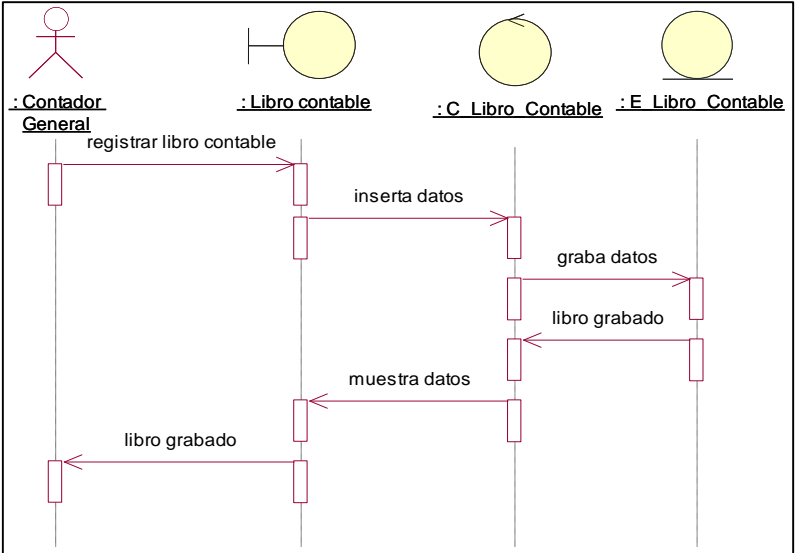 : Contador
General
: Libro contable
: C_Libro_Contable
: E_Libro_Contable
registrar libro contable
inserta datos
graba datos
libro grabado
muestra datos
libro grabado